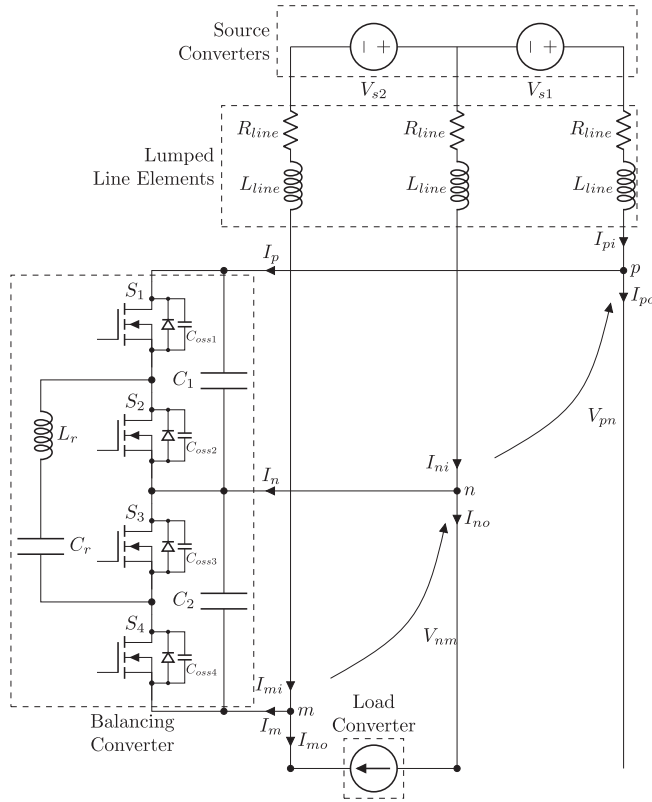 Source
Converters
− + − +
V_{s2} V_{s1}
R_{line} R_{line} R_{line}
Lumped
Line Elements
L_{line} L_{line} L_{line}
I_{pi}
I_p p
I_{po}
S_1
C_{oss1}
C_1
S_2
L_r
C_{oss2}
V_{pn}
I_{ni}
I_n n
I_{no}
S_3
C_r
C_{oss3}
C_2
S_4
V_{nm}
C_{oss4}
I_{mi}
m
I_m
I_{mo}
Balancing
Converter
Load
Converter